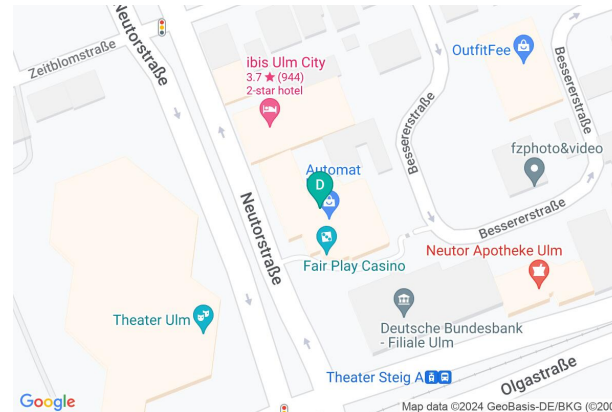 Neutorstraße
Zeitblomstraße
ibis Ulm City
3.7 ★ (944)
2-star hotel
OutfitFee
Bessererstraße
Bessererstraße
fzphoto&video
Automat
D
Neutorstraße
Bessererstraße
Fair Play Casino
Neutor Apotheke Ulm
Theater Ulm
Deutsche Bundesbank
- Filiale Ulm
Theater Steig A
Olgastraße
Google
Map data ©2024 GeoBasis-DE/BKG (©200